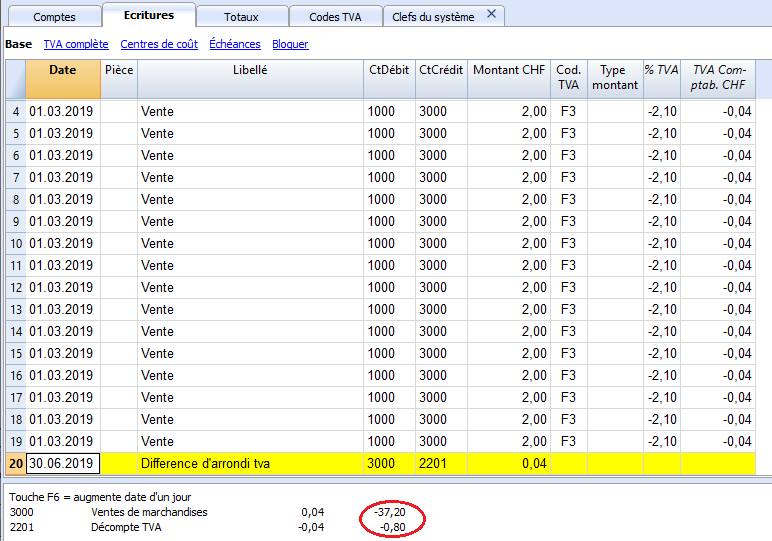 Comptes Ecritures Totaux Codes TVA Clefs du système
Base TVA complète Centres de coût Échéances Bloquer
Date Pièce Libellé CtDébit CtCrédit Montant CHF Cod. TVA Type montant % TVA TVA Com-ptab. CHF
4 01.03.2019 Vente 1000 3000 2,00 F3 -2,10 -0,04
5 01.03.2019 Vente 1000 3000 2,00 F3 -2,10 -0,04
6 01.03.2019 Vente 1000 3000 2,00 F3 -2,10 -0,04
7 01.03.2019 Vente 1000 3000 2,00 F3 -2,10 -0,04
8 01.03.2019 Vente 1000 3000 2,00 F3 -2,10 -0,04
9 01.03.2019 Vente 1000 3000 2,00 F3 -2,10 -0,04
10 01.03.2019 Vente 1000 3000 2,00 F3 -2,10 -0,04
11 01.03.2019 Vente 1000 3000 2,00 F3 -2,10 -0,04
12 01.03.2019 Vente 1000 3000 2,00 F3 -2,10 -0,04
13 01.03.2019 Vente 1000 3000 2,00 F3 -2,10 -0,04
14 01.03.2019 Vente 1000 3000 2,00 F3 -2,10 -0,04
15 01.03.2019 Vente 1000 3000 2,00 F3 -2,10 -0,04
16 01.03.2019 Vente 1000 3000 2,00 F3 -2,10 -0,04
17 01.03.2019 Vente 1000 3000 2,00 F3 -2,10 -0,04
18 01.03.2019 Vente 1000 3000 2,00 F3 -2,10 -0,04
19 01.03.2019 Vente 1000 3000 2,00 F3 -2,10 -0,04
20 30.06.2019 Difference d'arrondi tva 3000 2201 0,04
Touche F6 = augmente date d'un jour
3000 Ventes de marchandises 0,04 -37,20
2201 Décompte TVA -0,04 -0,80